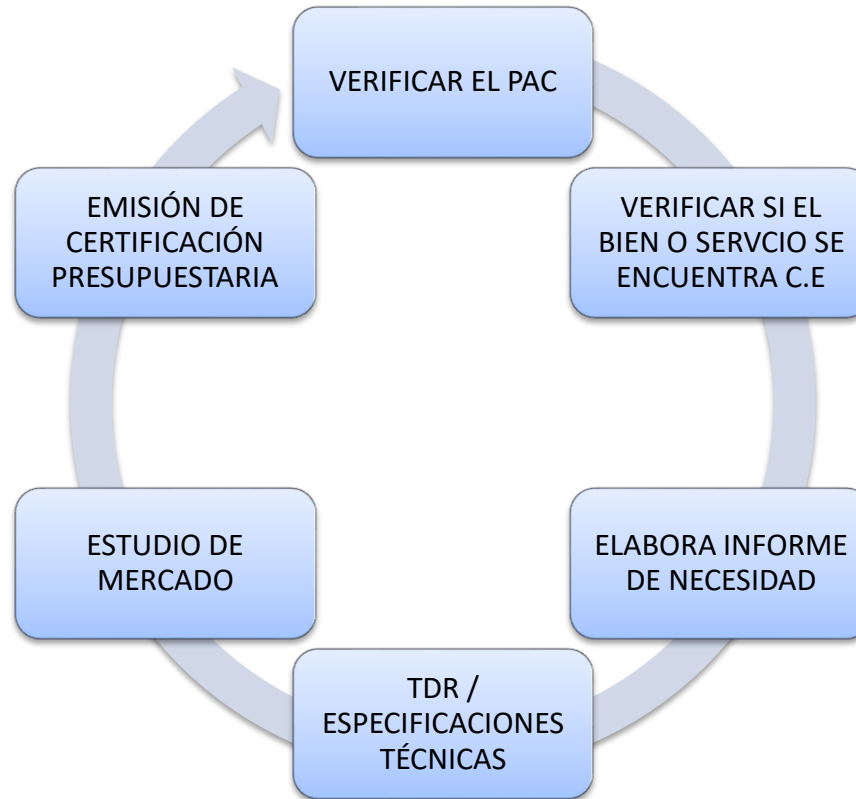 VERIFICAR EL PAC
VERIFICAR SI EL
BIEN O SERVCIO SE
ENCUENTRA C.E
ELABORA INFORME
DE NECESIDAD
TDR /
ESPECIFICACIONES
TÉCNICAS
ESTUDIO DE
MERCADO
EMISIÓN DE
CERTIFICACIÓN
PRESUPUESTARIA